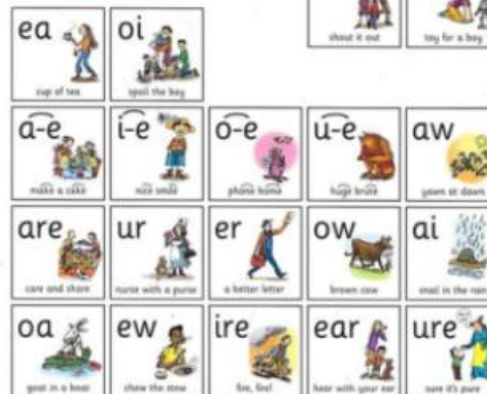 shout it out
toy for a boy
ea
cup of tea
oi
spoil the boy
a-e
make a cake
i-e
nice smile
o-e
phone home
u-e
huge brute
aw
yawn at dawn
are
care and share
ur
nurse with a purse
er
a better letter
ow
brown cow
ai
snail in the rain
oa
goat in a boat
ew
chew the stew
ire
fire, fire!
ear
hear with your ear
ure
sure it's pure